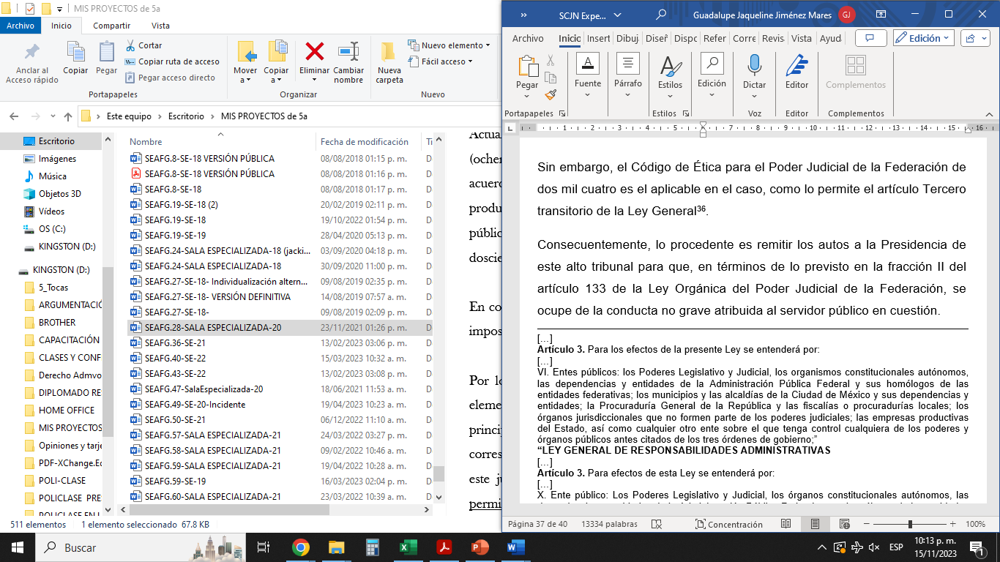 MIS PROYECTOS de 5a
Archivo
Inicio
Compartir
Vista
Anclar al
Acceso rápido
Copiar
Pegar
Cortar
Copiar ruta de acceso
Pegar acceso directo
Portapapeles
Mover
a
Copiar
a
Eliminar
Cambiar
nombre
Organizar
Nueva
carpeta
Nuevo elemento
Fácil acceso
Nuevo
Este equipo
Escritorio
MIS PROYECTOS de 5a
Escritorio
Imágenes
Música
Objetos 3D
Vídeos
OS (C:)
KINGSTON (D:)
KINGSTON (D:)
5_Tocas
ARGUMENTACIÓ
BROTHER
CAPACITACIÓN
CLASES Y CONF
Derecho Admvo
DIPLOMADO RE
HOME OFFICE
MIS PROYECTOS
Opiniones y tarje
PDF-XChange.Ec
POLI-CLASE
POLICLASE PRE
POLICLASE EN L
Nombre Fecha de modificación Ti
SEAFG.8-SE-18 VERSIÓN PÚBLICA 08/08/2018 01:15 p. m. D
SEAFG.8-SE-18 VERSIÓN PÚBLICA 08/08/2018 01:16 p. m. D
SEAFG.8-SE-18 08/08/2018 01:17 p. m. D
SEAFG.19-SE-18 (2) 20/02/2019 02:11 p. m. D
SEAFG.19-SE-18 19/10/2022 01:54 p. m. D
SEAFG.19-SE-19 28/04/2020 05:13 p. m. D
SEAFG.24-SALA ESPECIALIZADA-18 (jacki... 03/09/2020 04:18 p. m. D
SEAFG.24-SALA ESPECIALIZADA-18 30/09/2020 11:00 p. m. D
SEAFG.27-SE-18- Individualización altern... 09/08/2019 02:35 p. m. D
SEAFG.27-SE-18- VERSIÓN DEFINITIVA 14/08/2019 07:57 a. m. D
SEAFG.27-SE-18- 09/08/2019 02:09 p. m. D
SEAFG.28-SALA ESPECIALIZADA-20 23/11/2021 01:26 p. m. D
SEAFG.36-SE-21 13/02/2023 03:06 p. m. D
SEAFG.40-SE-22 15/03/2023 10:32 a. m. D
SEAFG.43-SE-22 13/02/2023 03:08 p. m. D
SEAFG.47-SalaEspecializada-20 18/06/2021 11:53 a. m. D
SEAFG.49-SE-20-Incidente 19/04/2023 10:23 a. m. D
SEAFG.50-SE-21 06/12/2022 11:10 a. m. D
SEAFG.57-SALA ESPECIALIZADA-21 24/03/2022 03:27 p. m. D
SEAFG.58-SALA ESPECIALIZADA-21 09/02/2022 10:46 a. m. D
SEAFG.59-SALA ESPECIALIZADA-21 19/04/2022 10:28 a. m. D
SEAFG.59-SE-19 16/03/2023 02:04 p. m. D
SEAFG.60-SALA ESPECIALIZADA-21 23/03/2022 10:39 a. m. D
511 elementos
1 elemento seleccionado 67.8 KB
Actua
(ochen
acuerd
produ
públic
doscie
En co
impos
Por lo
eleme
princip
corres
este ju
permi
SCJN Expe...
Guadalupe Jaqueline Jiménez Mares
GJ
Archivo
Inicio
Insert
Dibuj
Diseñ
Dispo
Refer
Corre
Revis
Vista
Ayud
Edición
Pegar
Portapapeles
Fuente
Párrafo
Estilos
Estilos
Edición
Dictar
Voz
Editor
Editor
Complementos
Complementos
1 2 3 4 5 6 7 8 9 10 11 12 13 14 15 16
Sin embargo, el Código de Ética para el Poder Judicial de la Federación de
dos mil cuatro es el aplicable en el caso, como lo permite el artículo Tercero
transitorio de la Ley General³⁶.
Consecuentemente, lo procedente es remitir los autos a la Presidencia de
este alto tribunal para que, en términos de lo previsto en la fracción II del
artículo 133 de la Ley Orgánica del Poder Judicial de la Federación, se
ocupe de la conducta no grave atribuida al servidor público en cuestión.
[...]
Artículo 3. Para los efectos de la presente Ley se entenderá por:
[...]
VI. Entes públicos: los Poderes Legislativo y Judicial, los organismos constitucionales autónomos,
las dependencias y entidades de la Administración Pública Federal y sus homólogos de las
entidades federativas; los municipios y las alcaldías de la Ciudad de México y sus dependencias y
entidades; la Procuraduría General de la República y las fiscalías o procuradurías locales; los
órganos jurisdiccionales que no formen parte de los poderes judiciales; las empresas productivas
del Estado, así como cualquier otro ente sobre el que tenga control cualquiera de los poderes y
órganos públicos antes citados de los tres órdenes de gobierno;”
“LEY GENERAL DE RESPONSABILIDADES ADMINISTRATIVAS
[...]
Artículo 3. Para efectos de esta Ley se entenderá por:
[...]
X. Ente público: Los Poderes Legislativo y Judicial, los órganos constitucionales autónomos, las
Página 37 de 40
13334 palabras
Concentración
100%
Buscar
ESP
10:13 p. m.
15/11/2023
1